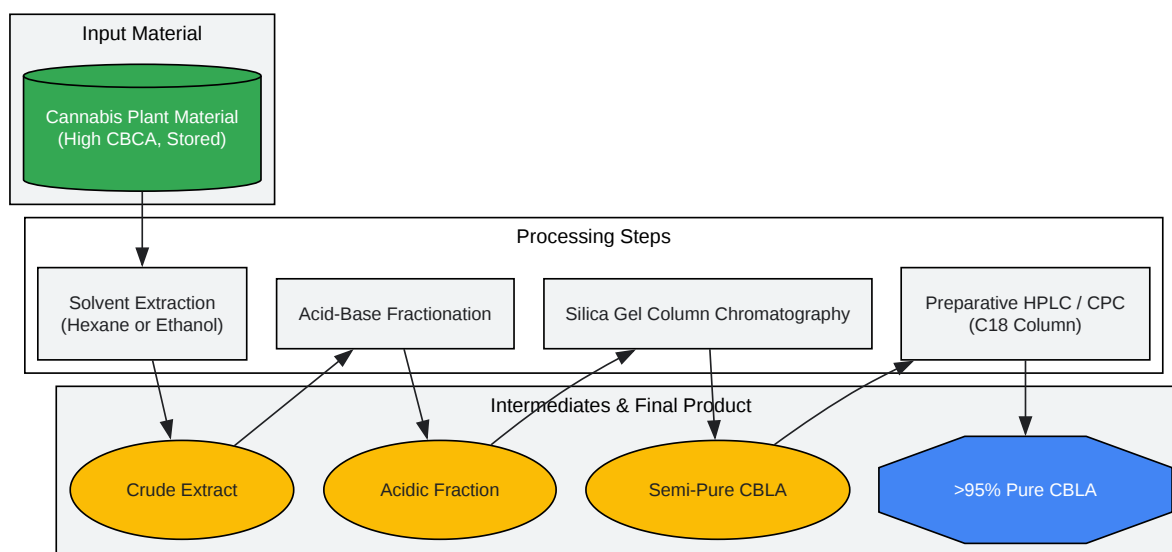 Input Material
Cannabis Plant Material
(High CBCA, Stored)
Processing Steps
Solvent Extraction
(Hexane or Ethanol)
Acid-Base Fractionation
Silica Gel Column Chromatography
Preparative HPLC / CPC
(C18 Column)
Intermediates & Final Product
Crude Extract
Acidic Fraction
Semi-Pure CBLA
>95% Pure CBLA